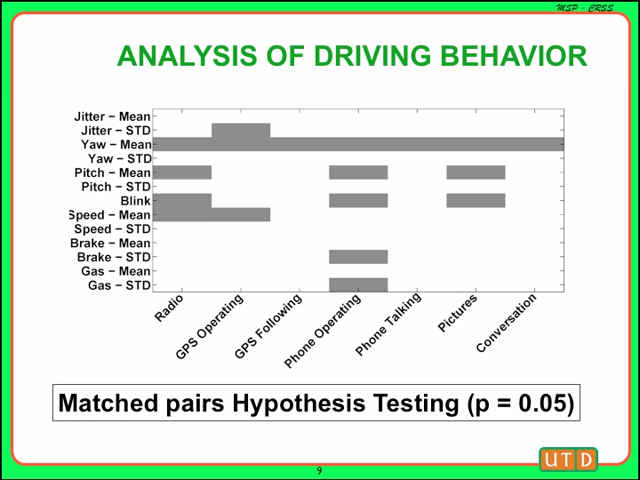 MSP - CRSS
ANALYSIS OF DRIVING BEHAVIOR
Jitter − Mean
Jitter − STD
Yaw − Mean
Yaw − STD
Pitch − Mean
Pitch − STD
Blink
Speed − Mean
Speed − STD
Brake − Mean
Brake − STD
Gas − Mean
Gas − STD
Radio
GPS Operating
GPS Following
Phone Operating
Phone Talking
Pictures
Conversation
Matched pairs Hypothesis Testing (p = 0.05)
9
UTD